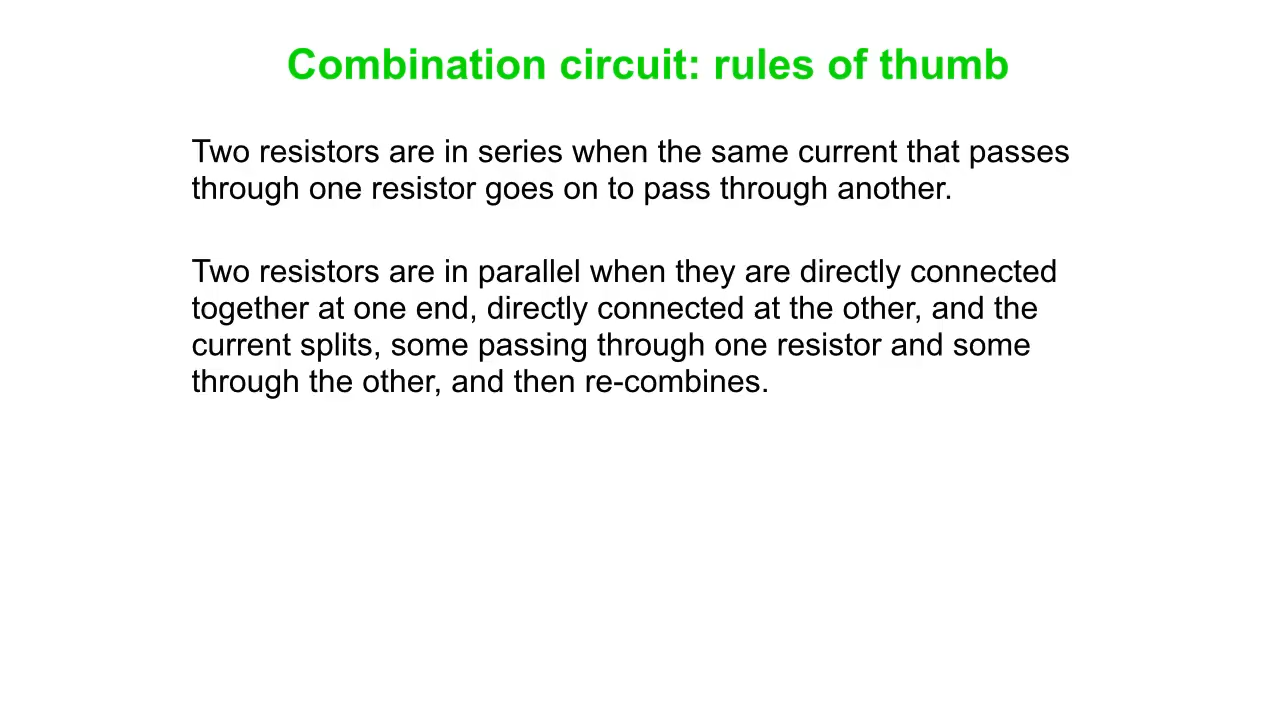 Combination circuit: rules of thumb
Two resistors are in series when the same current that passes
through one resistor goes on to pass through another.
Two resistors are in parallel when they are directly connected
together at one end, directly connected at the other, and the
current splits, some passing through one resistor and some
through the other, and then re-combines.